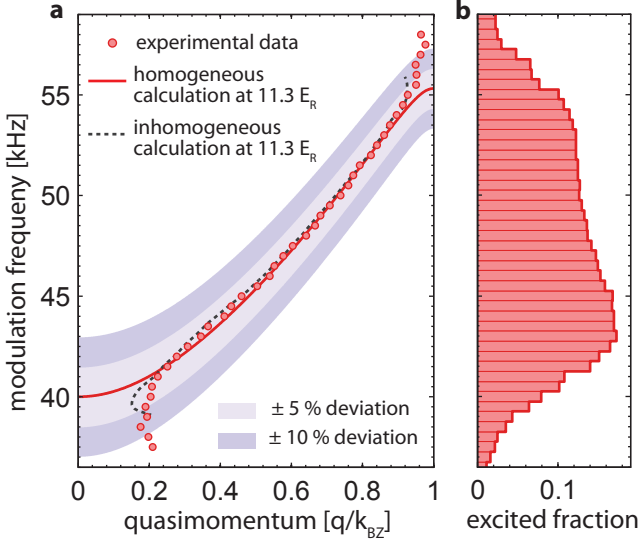 a
b
experimental data
homogeneous
calculation at 11.3 E_R
inhomogeneous
calculation at 11.3 E_R
modulation frequeny [kHz]
55
50
45
40
± 5 % deviation
± 10 % deviation
0 0.2 0.4 0.6 0.8 1
quasimomentum [q/k_BZ]
0 0.1
excited fraction